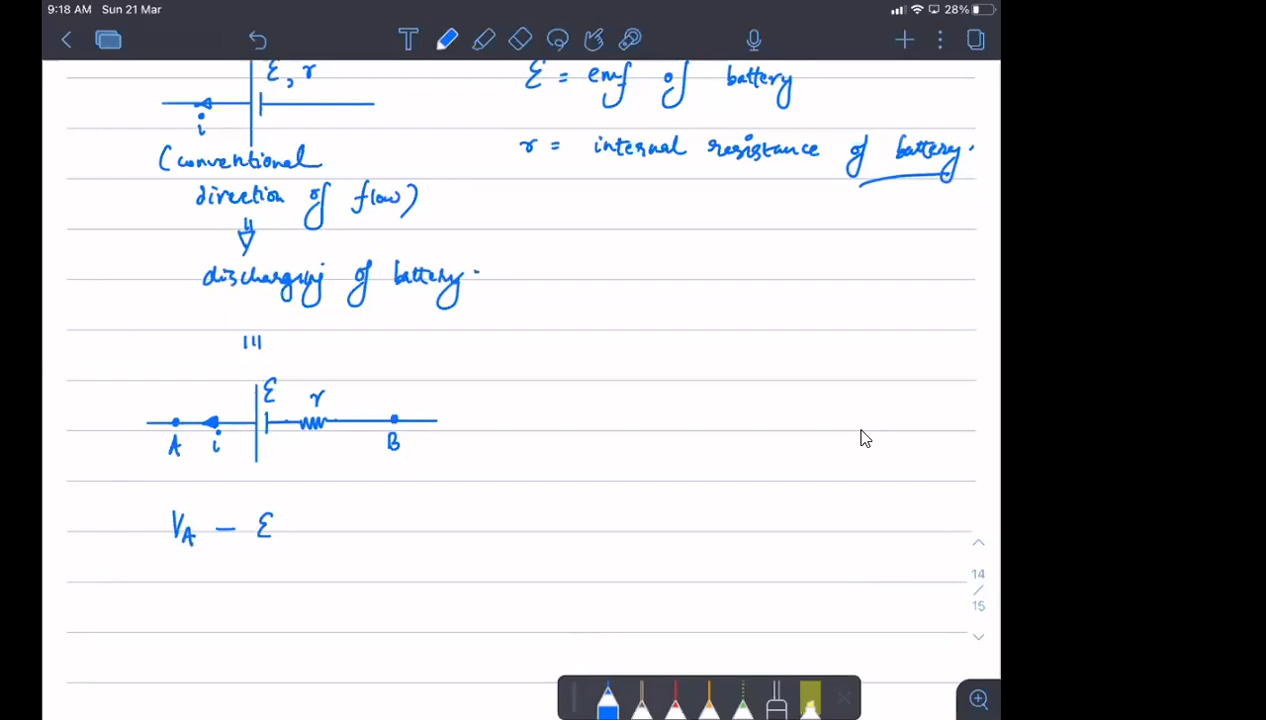 9:18 AM Sun 21 Mar
28%
T
ε, r
ε = emf of battery
i
r = internal resistance of battery.
(conventional
direction of flow)
discharging of battery.
ε
r
A
i
B
V_A - ε
14
/
15